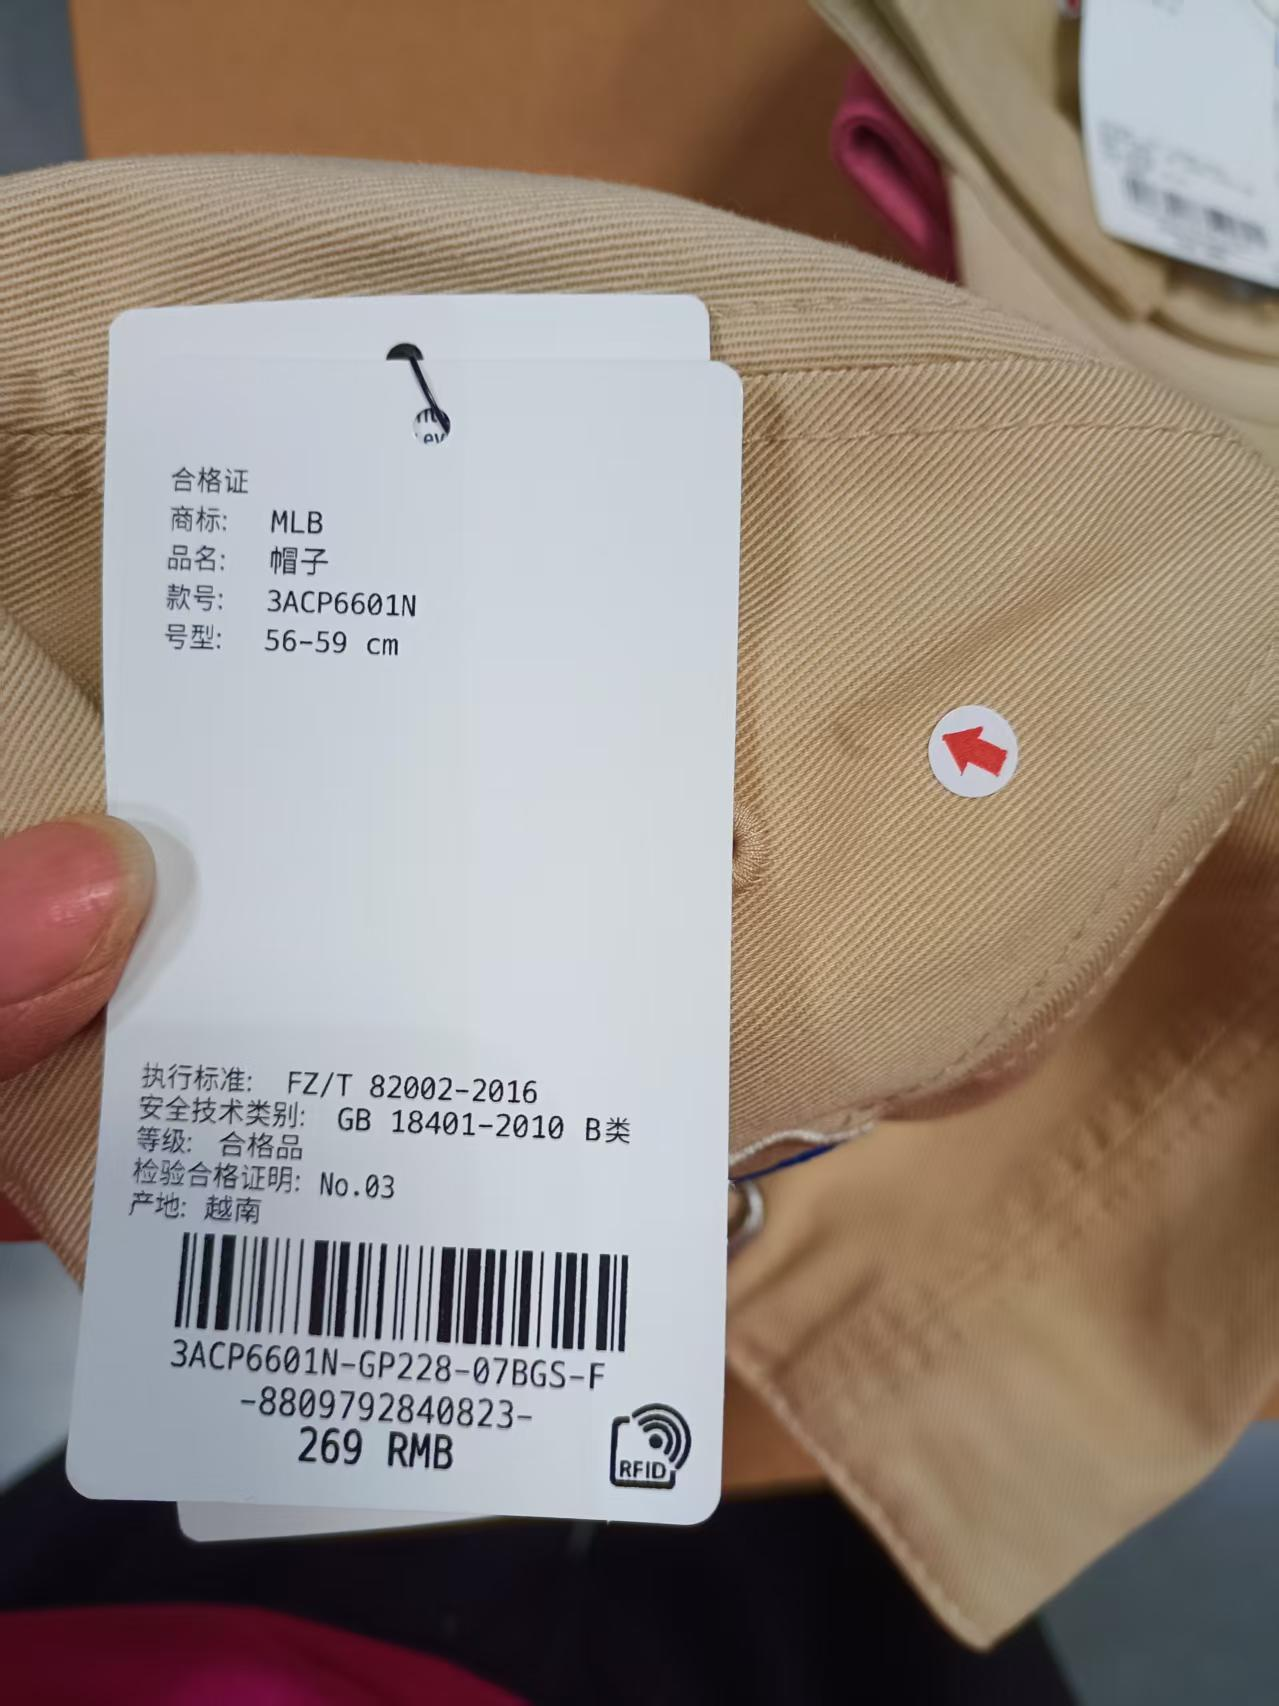 合格证
商标: MLB
品名: 帽子
款号: 3ACP6601N
号型: 56-59 cm
执行标准: FZ/T 82002-2016
安全技术类别: GB 18401-2010 B类
等级: 合格品
检验合格证明: No.03
产地: 越南
3ACP6601N-GP228-07BGS-F
-8809792840823-
269 RMB
RFID